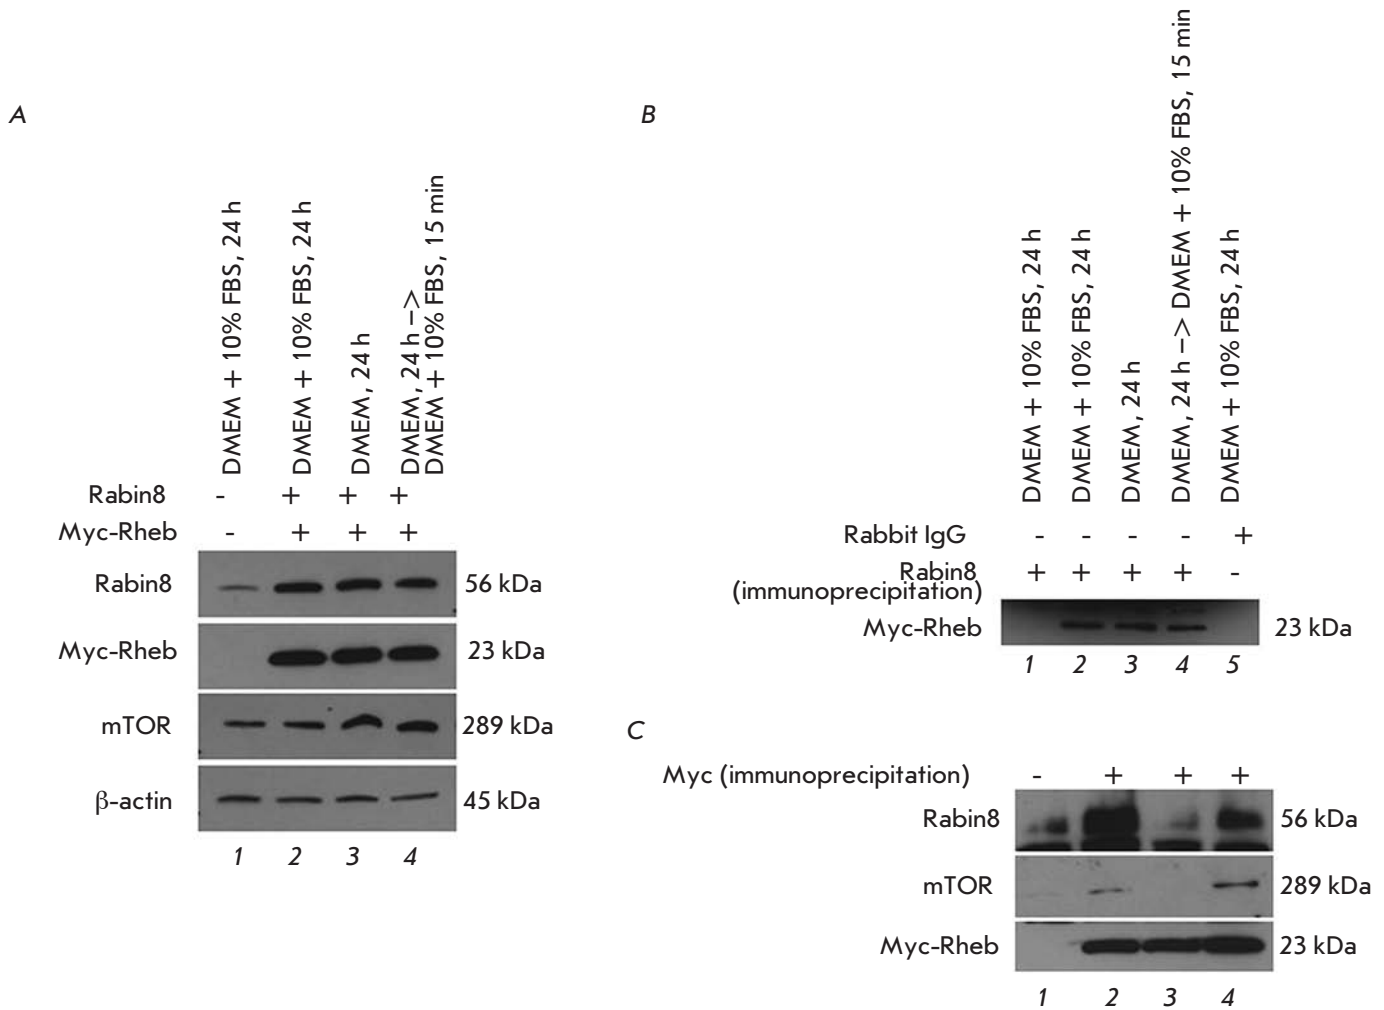 A
DMEM + 10% FBS, 24 h
DMEM + 10% FBS, 24 h
DMEM, 24 h
DMEM, 24 h –>
DMEM + 10% FBS, 15 min
Rabin8 - + + +
Myc-Rheb - + + +
Rabin8 56 kDa
Myc-Rheb 23 kDa
mTOR 289 kDa
β-actin 45 kDa
1 2 3 4
B
DMEM + 10% FBS, 24 h
DMEM + 10% FBS, 24 h
DMEM, 24 h
DMEM, 24 h –> DMEM + 10% FBS, 15 min
DMEM + 10% FBS, 24 h
Rabbit IgG - - - - +
Rabin8 + + + + -
(immunoprecipitation)
Myc-Rheb 23 kDa
1 2 3 4 5
C
Myc (immunoprecipitation) - + + +
Rabin8 56 kDa
mTOR 289 kDa
Myc-Rheb 23 kDa
1 2 3 4